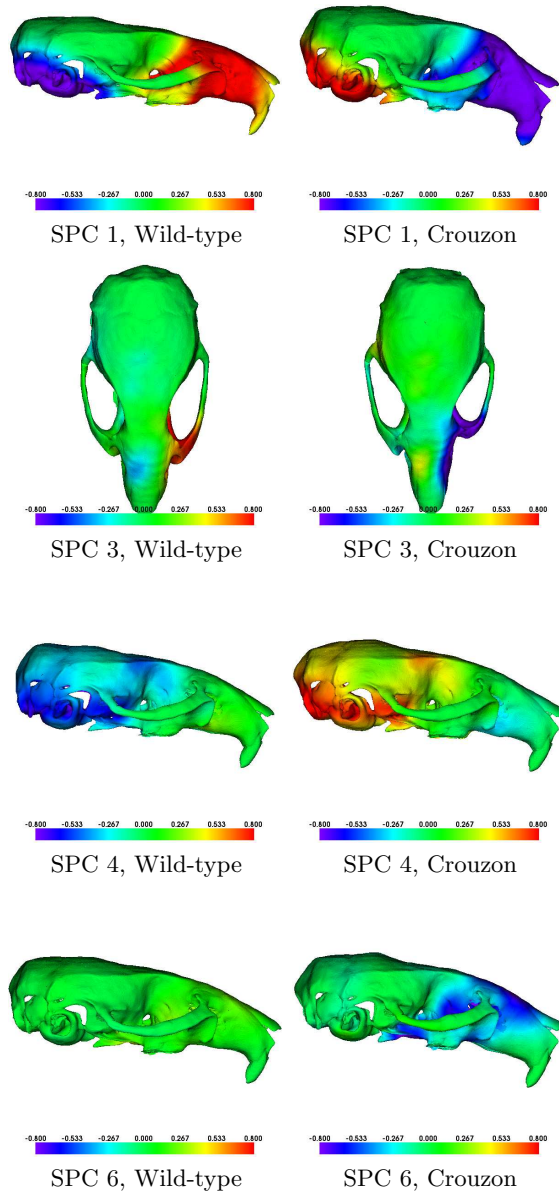 -0.800 -0.533 -0.267 0.000 0.267 0.533 0.800
-0.800 -0.533 -0.267 0.000 0.267 0.533 0.800
SPC 1, Wild-type
SPC 1, Crouzon
-0.800 -0.533 -0.267 0.000 0.267 0.533 0.800
-0.800 -0.533 -0.267 0.000 0.267 0.533 0.800
SPC 3, Wild-type
SPC 3, Crouzon
-0.800 -0.533 -0.267 0.000 0.267 0.533 0.800
-0.800 -0.533 -0.267 0.000 0.267 0.533 0.800
SPC 4, Wild-type
SPC 4, Crouzon
-0.800 -0.533 -0.267 0.000 0.267 0.533 0.800
-0.800 -0.533 -0.267 0.000 0.267 0.533 0.800
SPC 6, Wild-type
SPC 6, Crouzon